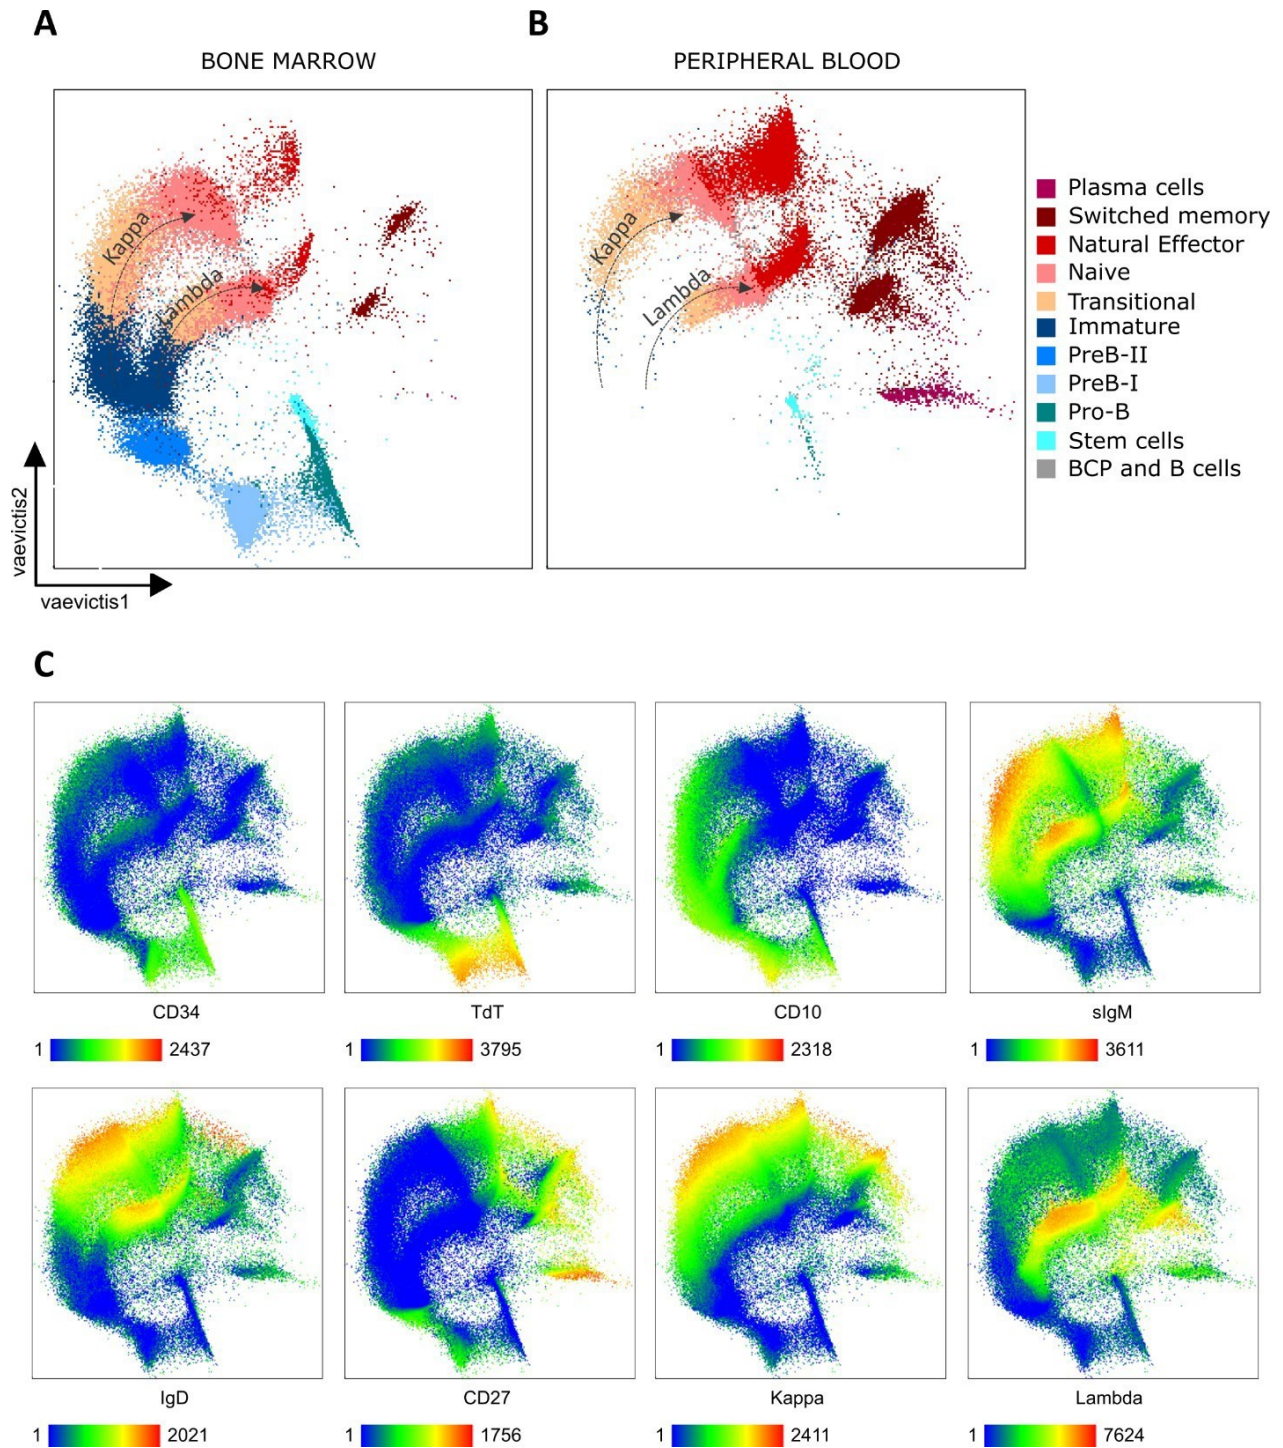 A
B
BONE MARROW
PERIPHERAL BLOOD
Kappa
Lambda
Kappa
Lambda
Plasma cells
Switched memory
Natural Effector
Naive
Transitional
Immature
PreB-II
PreB-I
Pro-B
Stem cells
BCP and B cells
vaevictis2
vaevictis1
C
CD34
TdT
CD10
sIgM
1 2437
1 3795
1 2318
1 3611
IgD
CD27
Kappa
Lambda
1 2021
1 1756
1 2411
1 7624